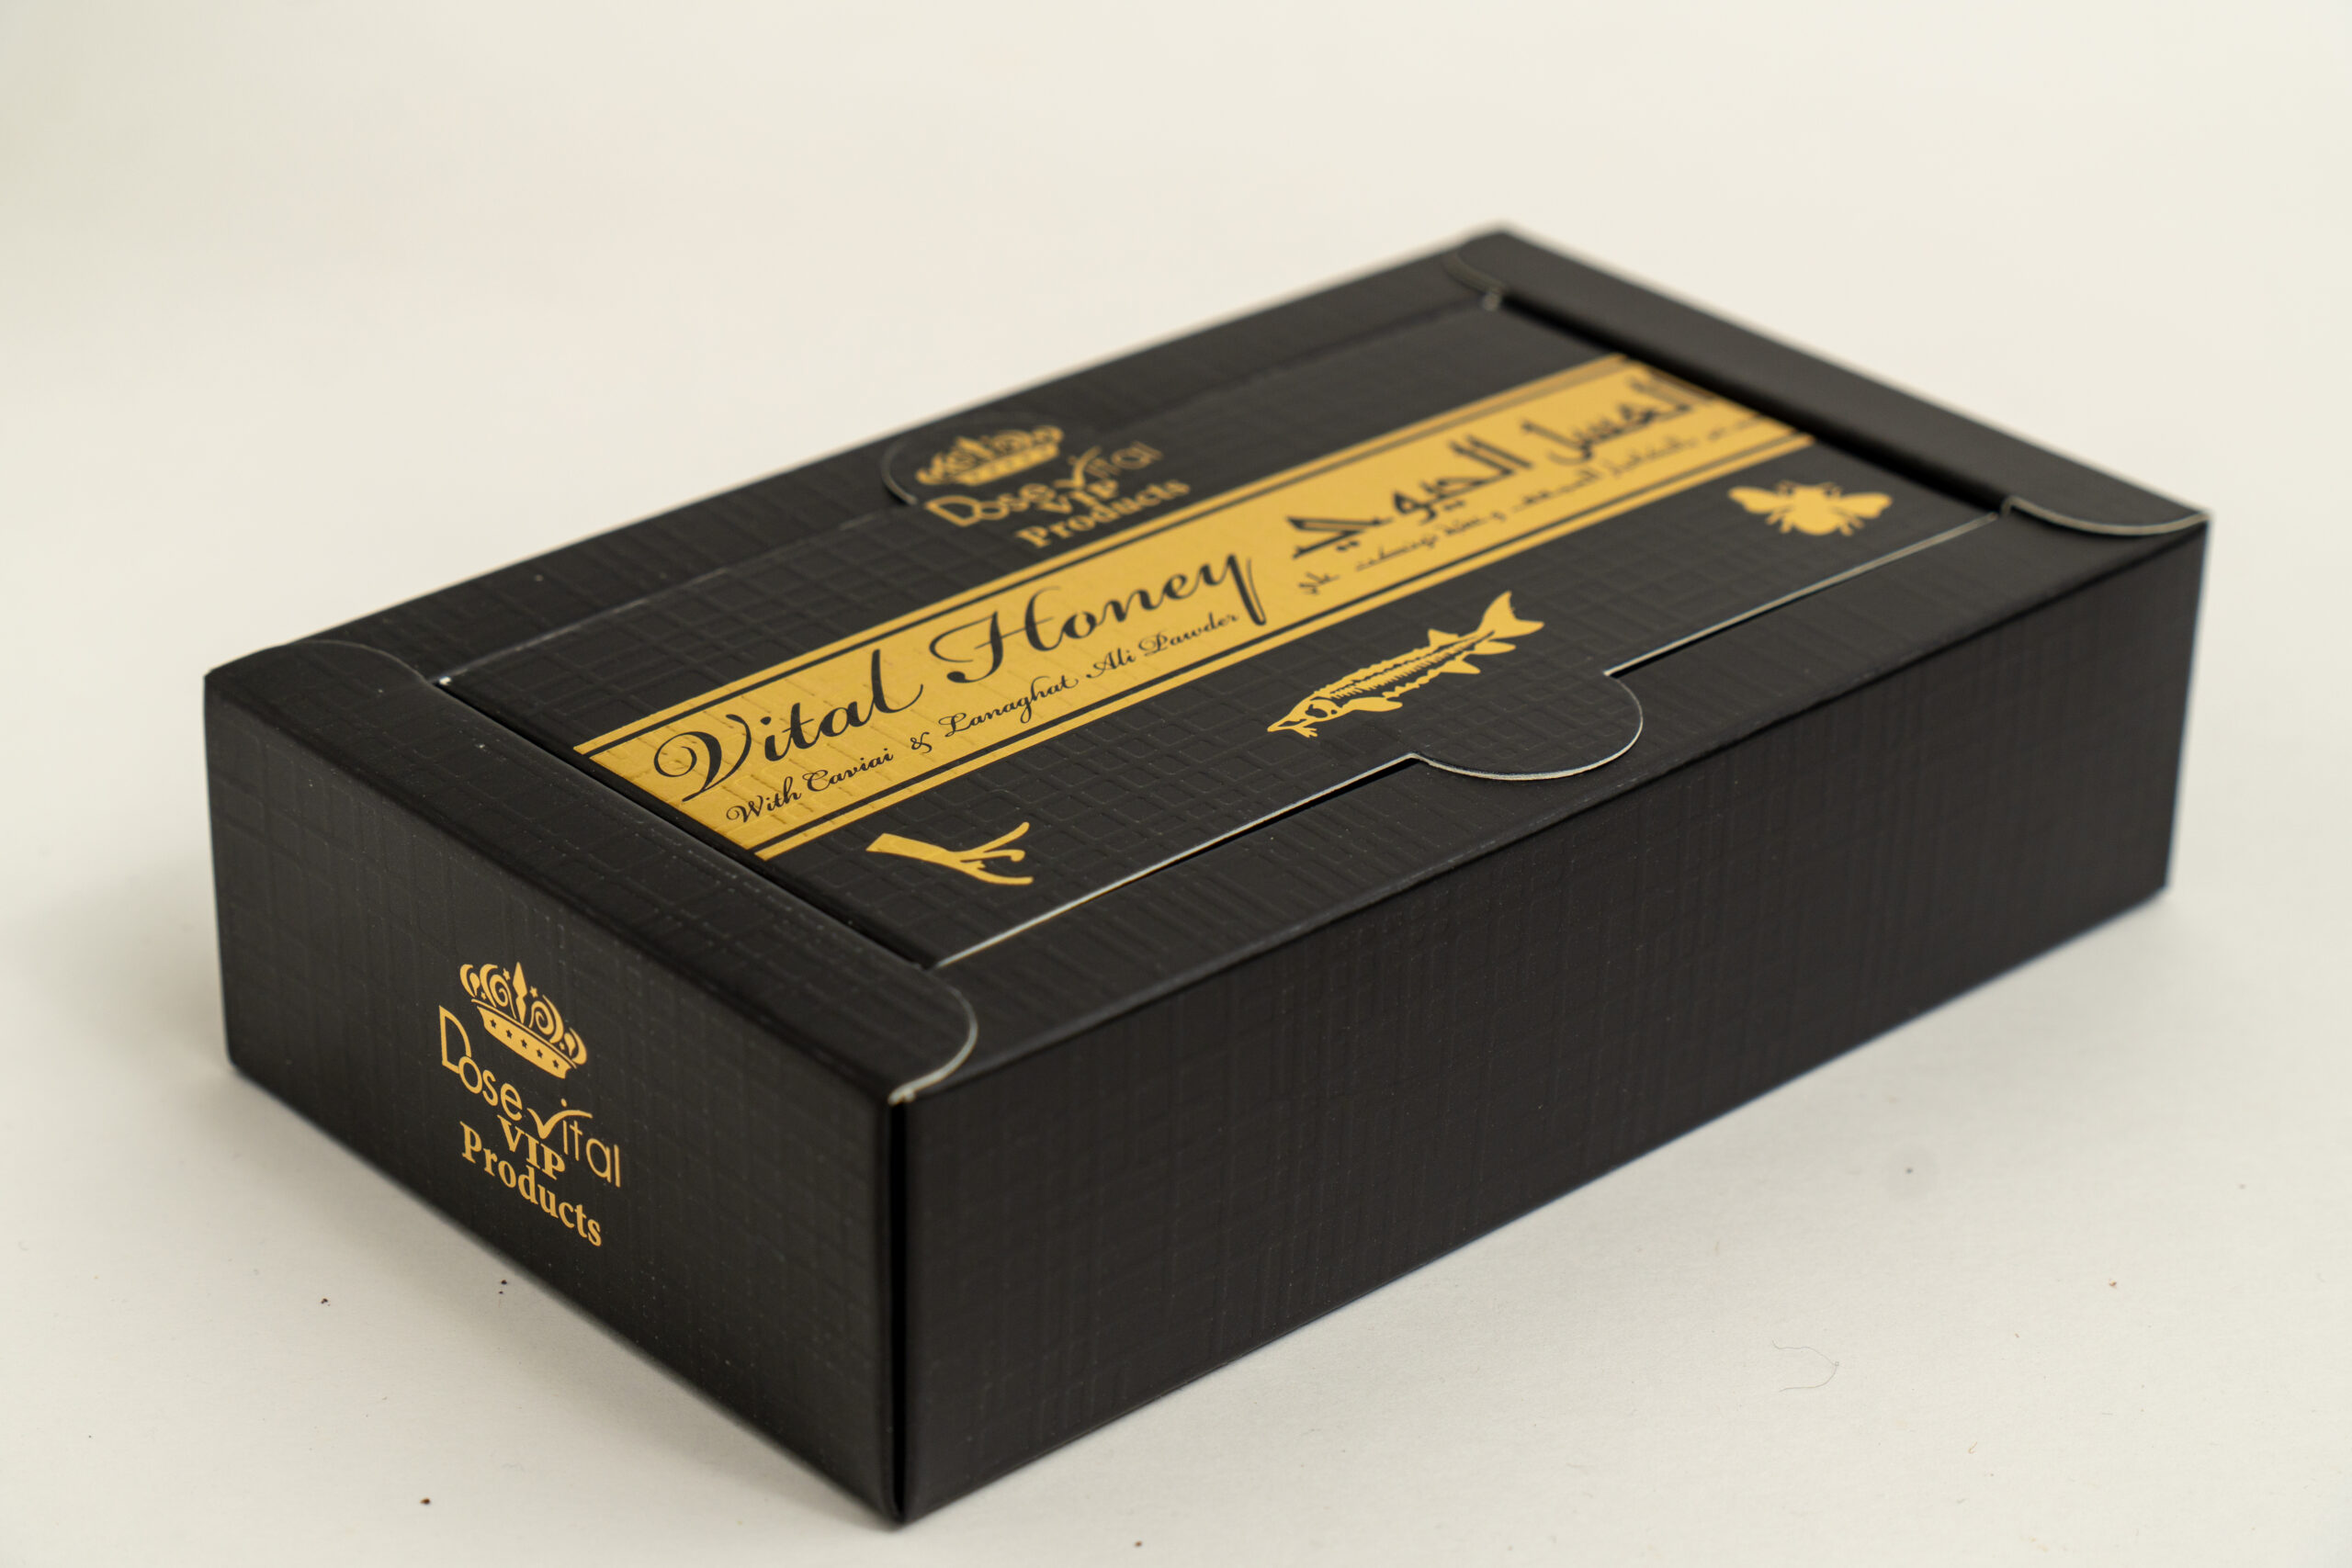 Dose vital
VIP
Products
Vital Honey
With Caviai & Lanaghat Ali Pawder
العسل الحيوي
Dose vital
VIP
Products